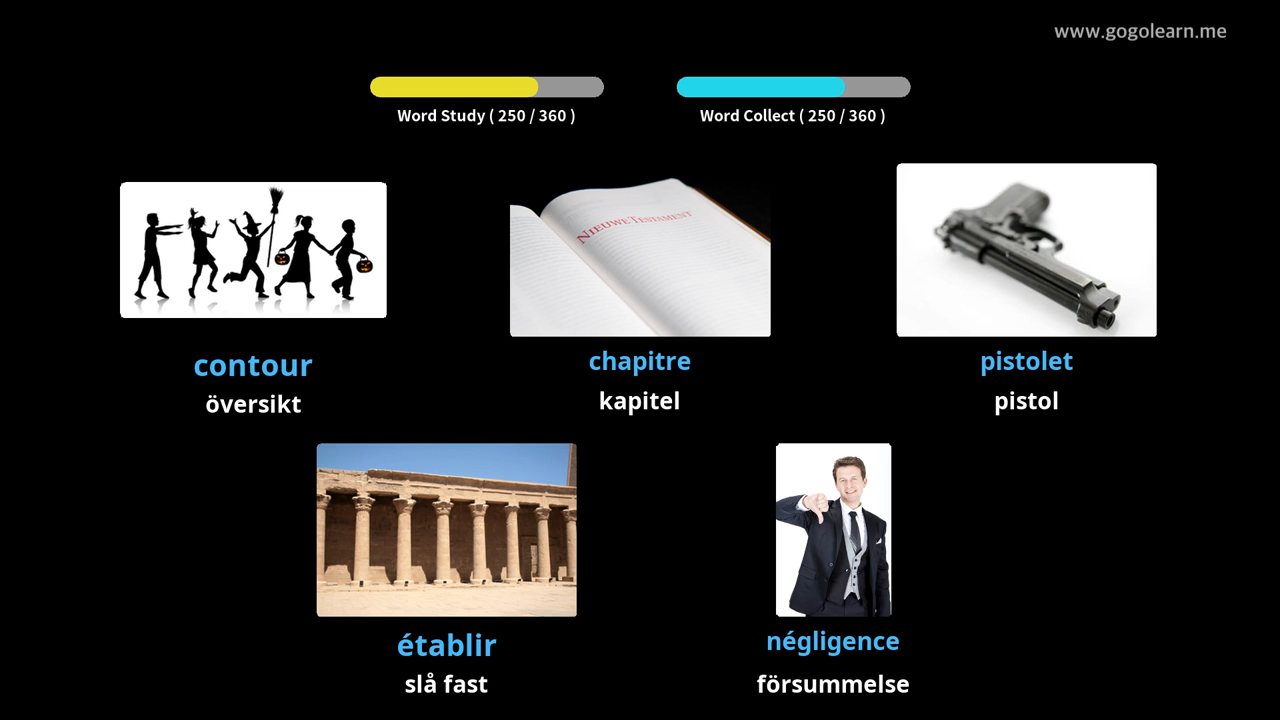 www.gogolearn.me
Word Study ( 250 / 360 )
Word Collect ( 250 / 360 )
NIEUWE TESTAMENT
contour
översikt
chapitre
kapitel
pistolet
pistol
établir
slå fast
négligence
försummelse